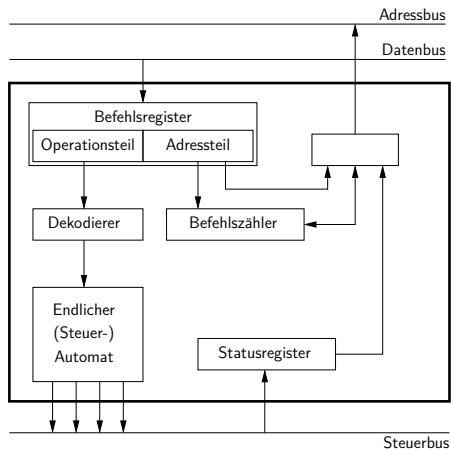 Adressbus
Datenbus
Befehlsregister
Operationsteil
Adressteil
Dekodierer
Befehlszähler
Endlicher
(Steuer-)
Automat
Statusregister
Steuerbus